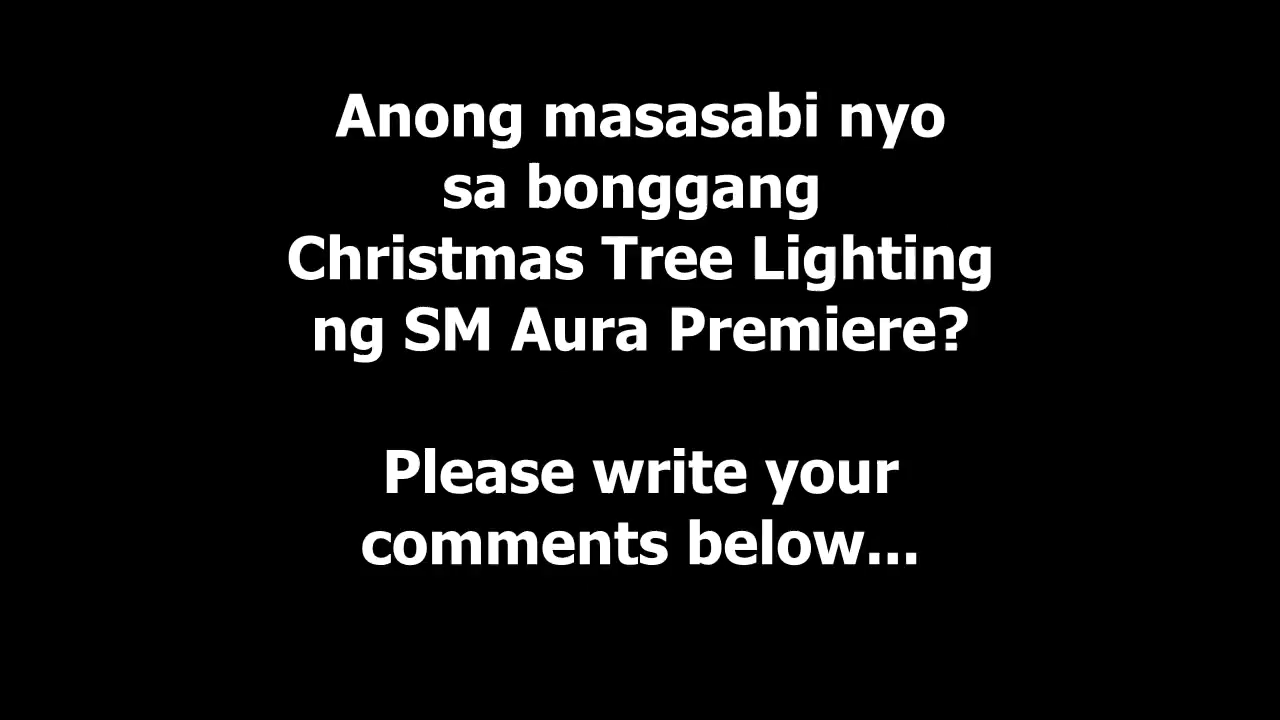 Anong masasabi nyo
sa bonggang
Christmas Tree Lighting
ng SM Aura Premiere?
Please write your
comments below...